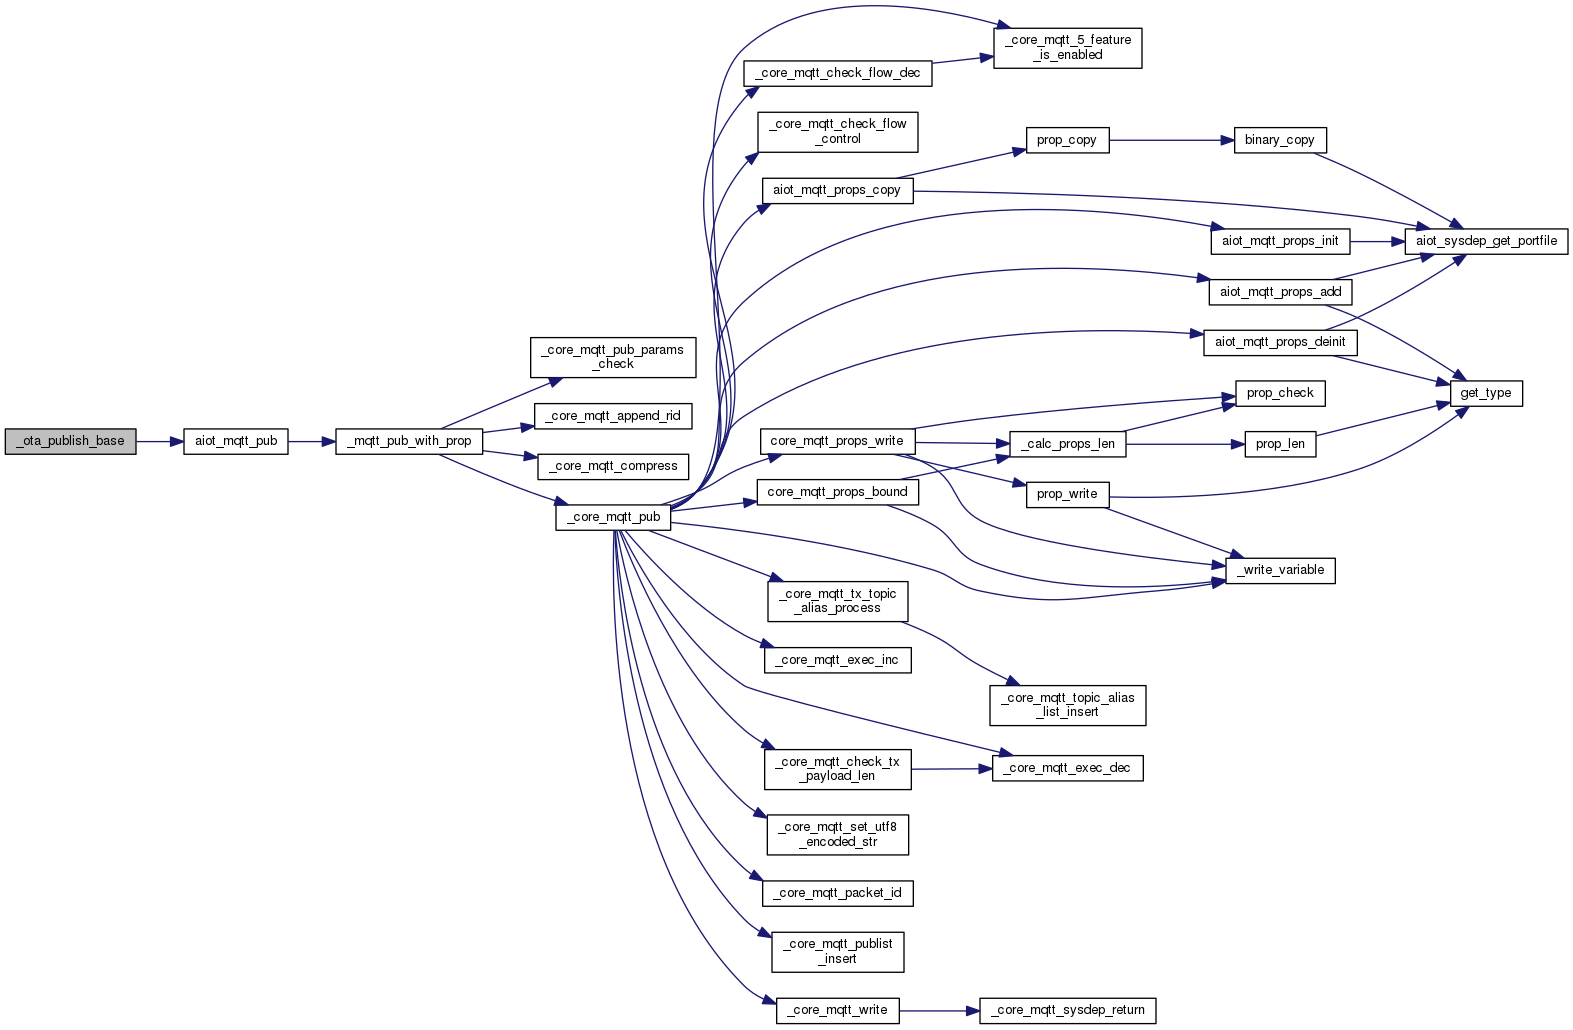 _core_mqtt_5_feature
_is_enabled
_core_mqtt_check_flow_dec
_core_mqtt_check_flow
_control
prop_copy
binary_copy
aiot_mqtt_props_copy
aiot_mqtt_props_init
aiot_sysdep_get_portfile
aiot_mqtt_props_add
aiot_mqtt_props_deinit
_core_mqtt_pub_params
_check
get_type
prop_check
_core_mqtt_append_rid
_ota_publish_base
aiot_mqtt_pub
_mqtt_pub_with_prop
core_mqtt_props_write
_calc_props_len
prop_len
_core_mqtt_compress
core_mqtt_props_bound
prop_write
_core_mqtt_pub
_write_variable
_core_mqtt_tx_topic
_alias_process
_core_mqtt_exec_inc
_core_mqtt_topic_alias
_list_insert
_core_mqtt_check_tx
_payload_len
_core_mqtt_exec_dec
_core_mqtt_set_utf8
_encoded_str
_core_mqtt_packet_id
_core_mqtt_publist
_insert
_core_mqtt_write
_core_mqtt_sysdep_return